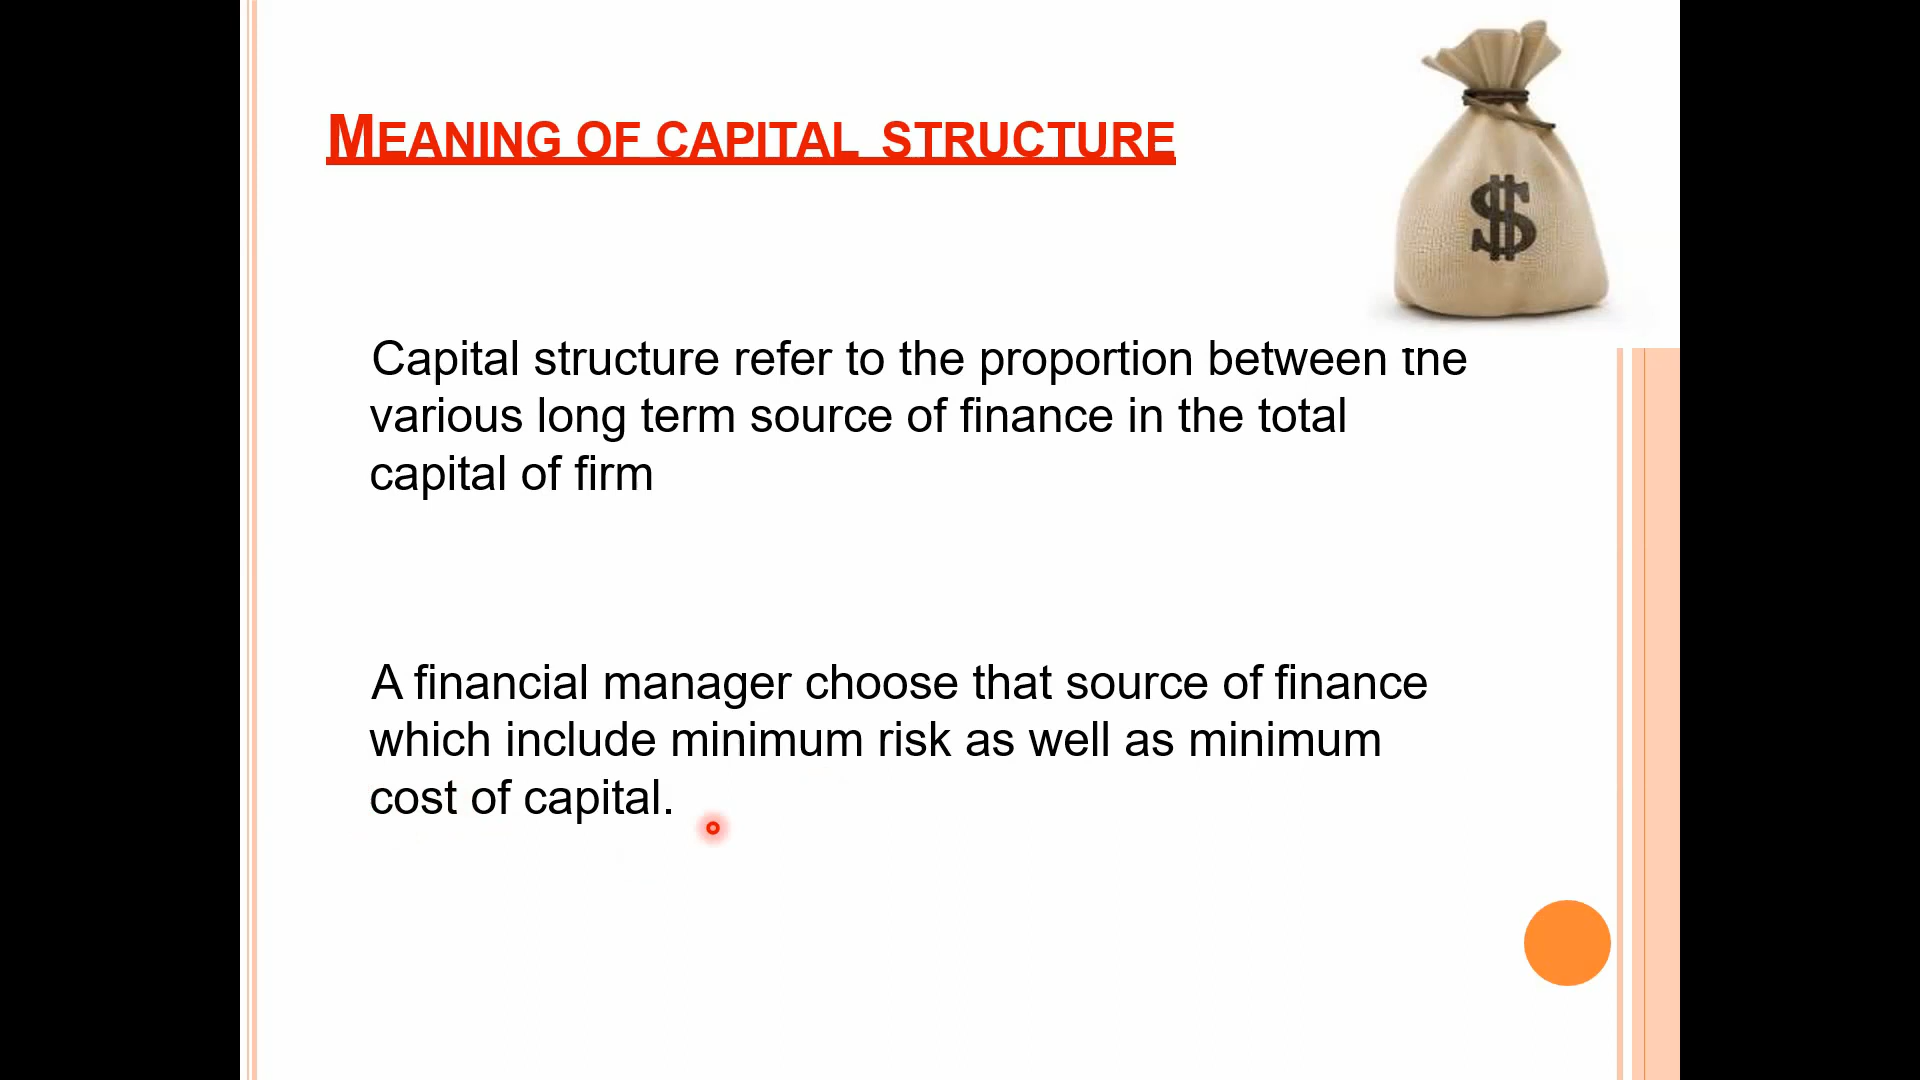 MEANING OF CAPITAL STRUCTURE
$
Capital structure refer to the proportion between the
various long term source of finance in the total
capital of firm
A financial manager choose that source of finance
which include minimum risk as well as minimum
cost of capital.